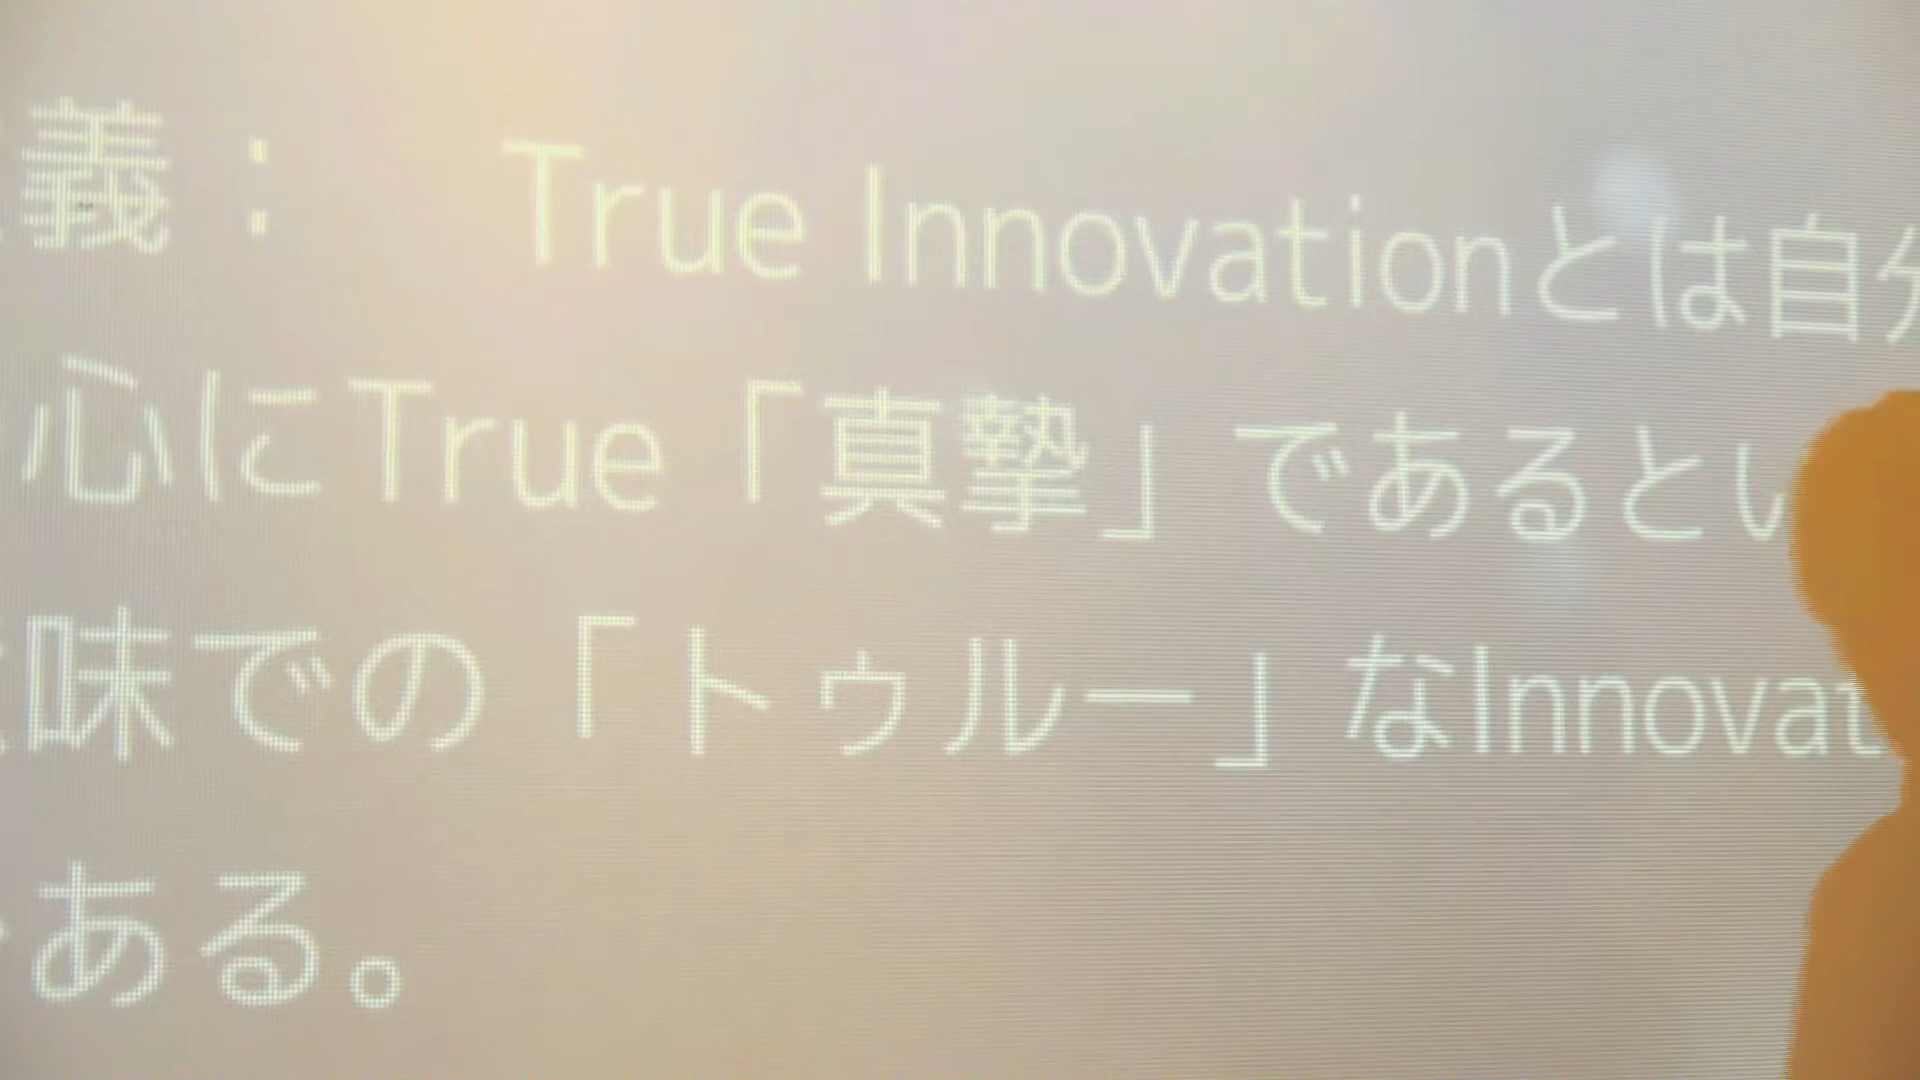 義： True Innovationとは自分
心にTrue「真摯」であるとい
味での「トゥルー」なInnovat
ある。